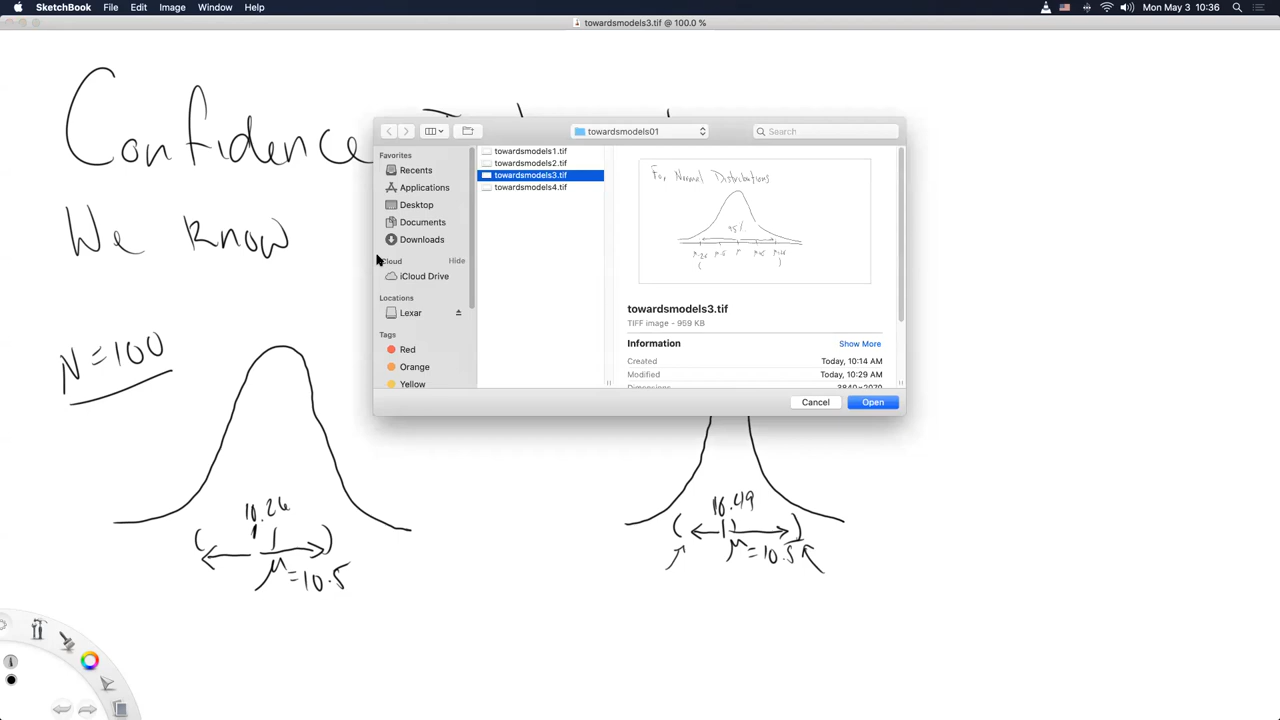 SketchBook File Edit Image Window Help Mon May 3 10:36
towardsmodels3.tif @ 100.0 %
Confidence
We know
N=100
10.26
μ=10.5
10.49
μ=10.5
towardsmodels01
Search
Favorites
Recents
Applications
Desktop
Documents
Downloads
Cloud Hide
iCloud Drive
Locations
Lexar
Tags
Red
Orange
Yellow
towardsmodels1.tif
towardsmodels2.tif
towardsmodels3.tif
towardsmodels4.tif
For Normal Distributions
95%
μ
towardsmodels3.tif
TIFF image - 959 KB
Information Show More
Created Today, 10:14 AM
Modified Today, 10:29 AM
Dimensions 3840×2070
Cancel Open